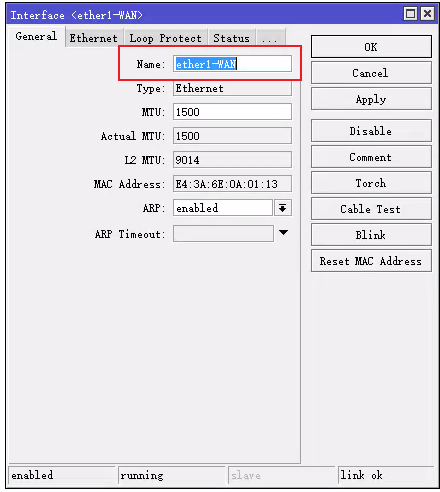 Interface <ether1-WAN>
General Ethernet Loop Protect Status ...
Name: ether1-WAN
Type: Ethernet
MTU: 1500
Actual MTU: 1500
L2 MTU: 9014
MAC Address: E4:3A:6E:0A:01:13
ARP: enabled
ARP Timeout:
OK
Cancel
Apply
Disable
Comment
Torch
Cable Test
Blink
Reset MAC Address
enabled running slave link ok